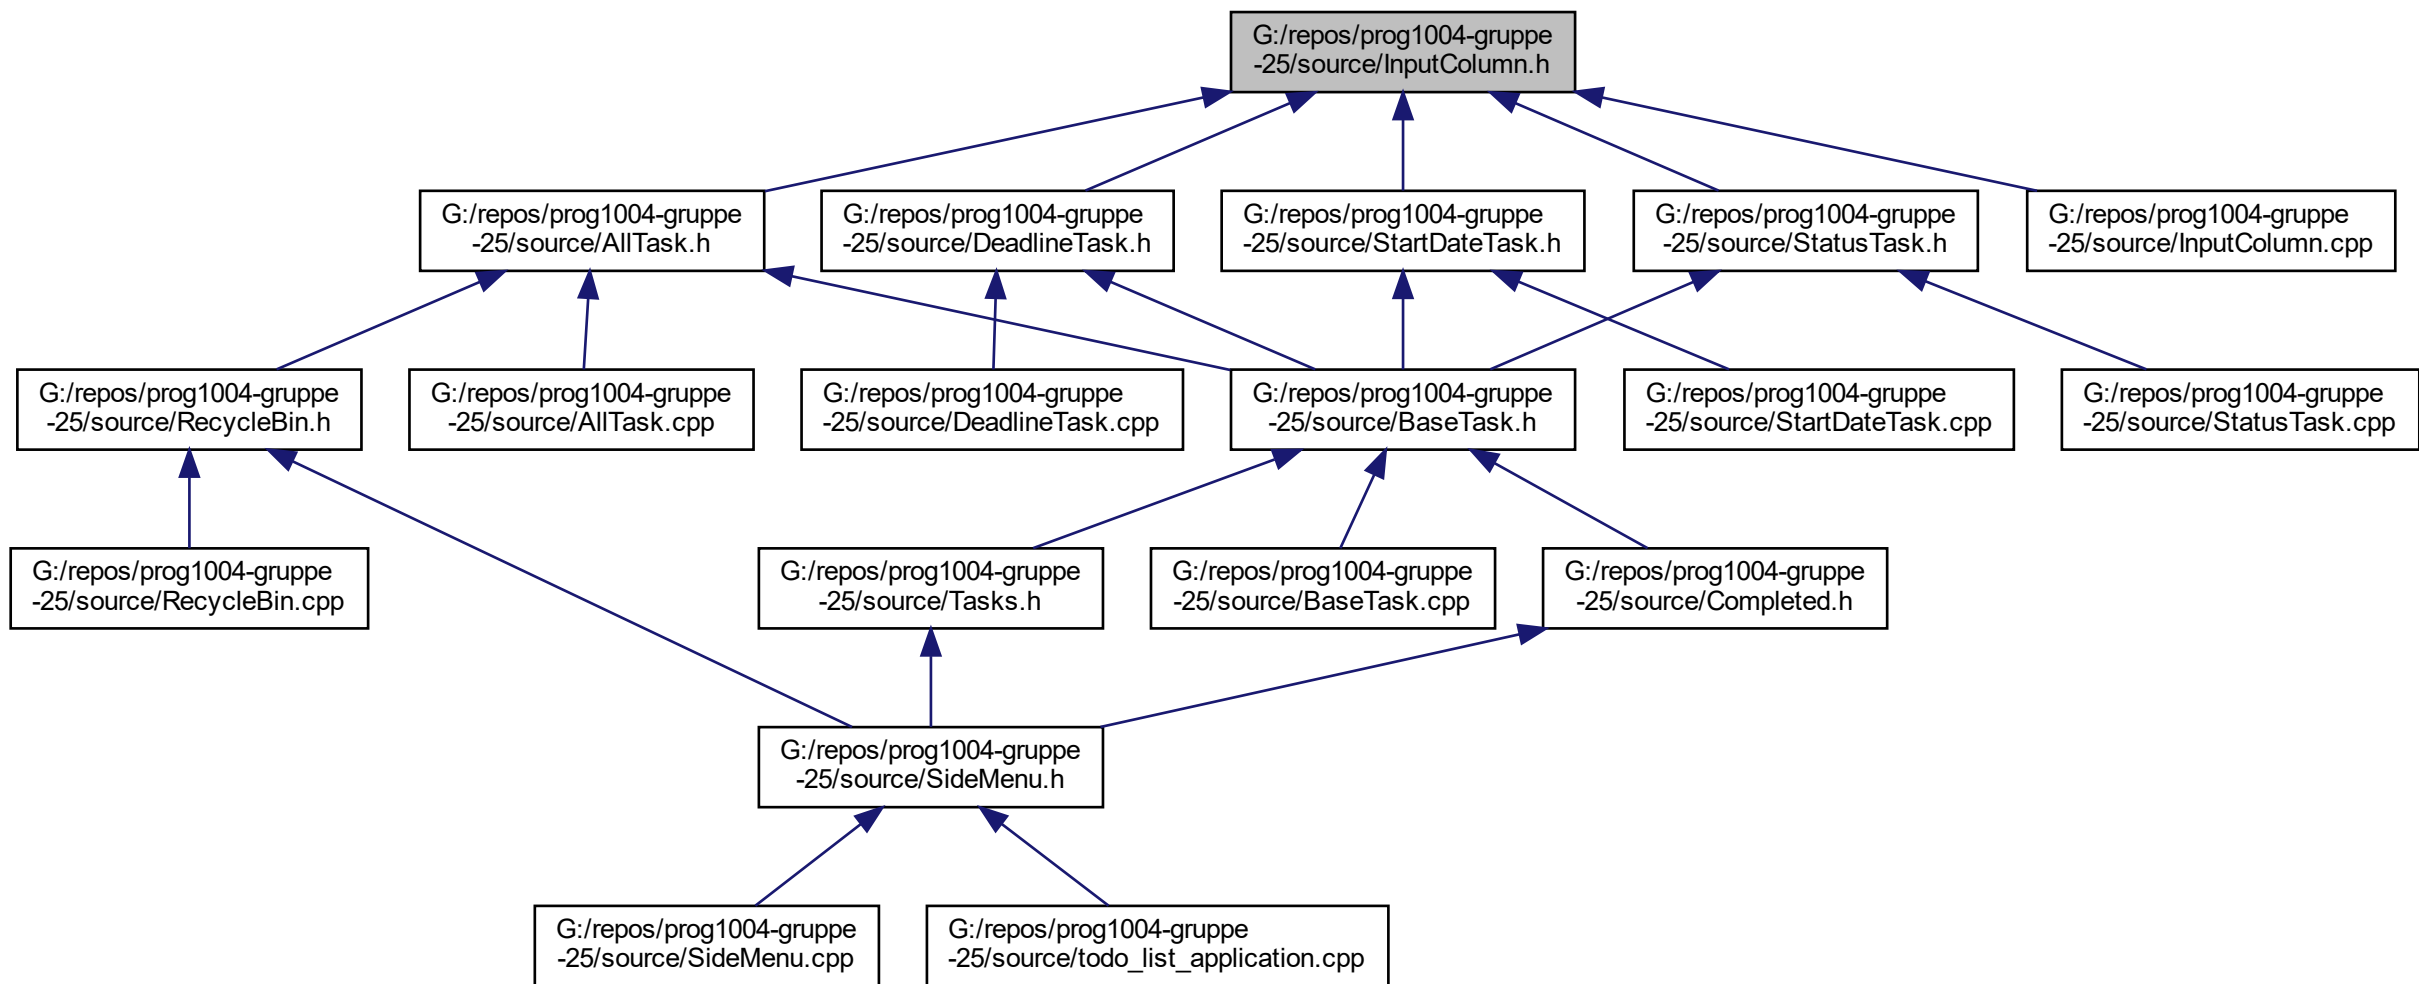 G:/repos/prog1004-gruppe
-25/source/InputColumn.h
G:/repos/prog1004-gruppe
-25/source/AllTask.h
G:/repos/prog1004-gruppe
-25/source/DeadlineTask.h
G:/repos/prog1004-gruppe
-25/source/StartDateTask.h
G:/repos/prog1004-gruppe
-25/source/StatusTask.h
G:/repos/prog1004-gruppe
-25/source/InputColumn.cpp
G:/repos/prog1004-gruppe
-25/source/RecycleBin.h
G:/repos/prog1004-gruppe
-25/source/AllTask.cpp
G:/repos/prog1004-gruppe
-25/source/DeadlineTask.cpp
G:/repos/prog1004-gruppe
-25/source/BaseTask.h
G:/repos/prog1004-gruppe
-25/source/StartDateTask.cpp
G:/repos/prog1004-gruppe
-25/source/StatusTask.cpp
G:/repos/prog1004-gruppe
-25/source/RecycleBin.cpp
G:/repos/prog1004-gruppe
-25/source/Tasks.h
G:/repos/prog1004-gruppe
-25/source/BaseTask.cpp
G:/repos/prog1004-gruppe
-25/source/Completed.h
G:/repos/prog1004-gruppe
-25/source/SideMenu.h
G:/repos/prog1004-gruppe
-25/source/SideMenu.cpp
G:/repos/prog1004-gruppe
-25/source/todo_list_application.cpp